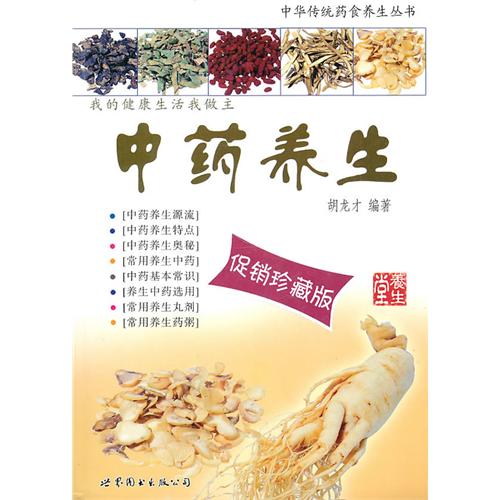 中华传统药食养生丛书
我的健康生活我做主
中药养生
胡龙才 编著
[中药养生源流]
[中药养生特点]
[中药养生奥秘]
[常用养生中药]
[中药基本常识]
[养生中药选用]
[常用养生丸剂]
[常用养生药粥]
促销珍藏版
養生堂
世界图书出版公司